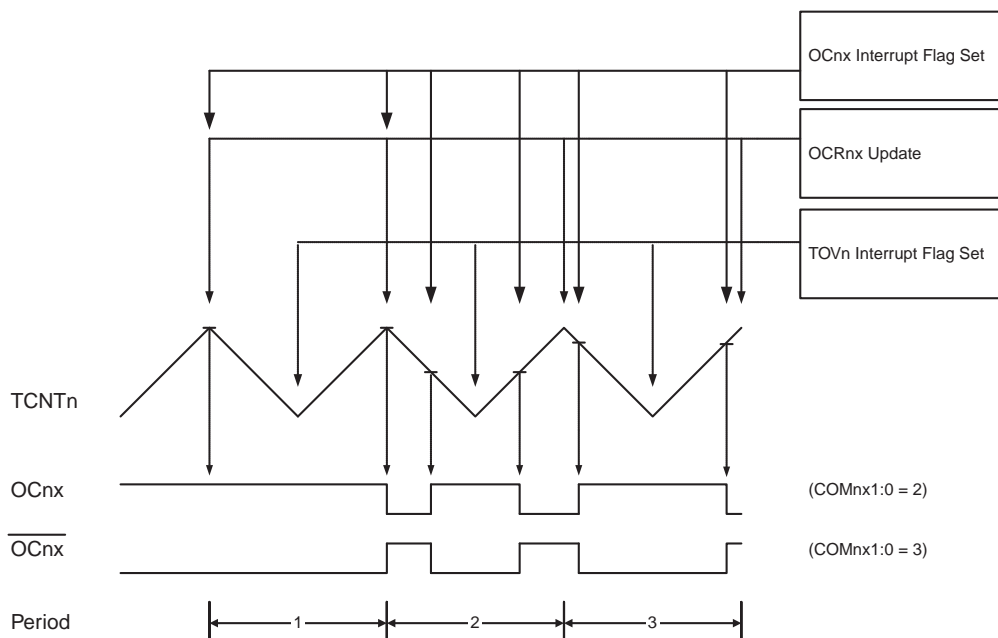 OCnx Interrupt Flag Set
OCRnx Update
TOVn Interrupt Flag Set
TCNTn
OCnx
(COMnx1:0 = 2)
OCnx
(COMnx1:0 = 3)
Period
1
2
3